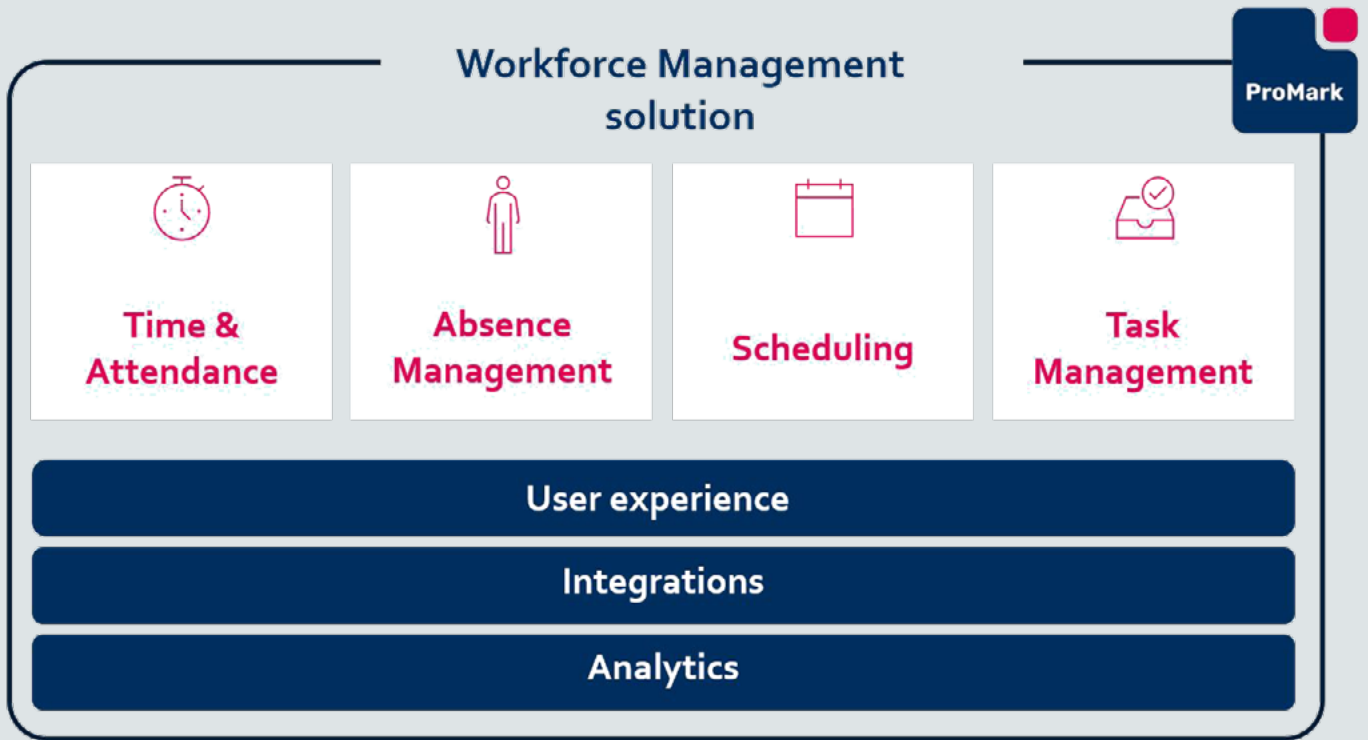 Workforce Management
solution
ProMark
Time &
Attendance
Absence
Management
Scheduling
Task
Management
User experience
Integrations
Analytics